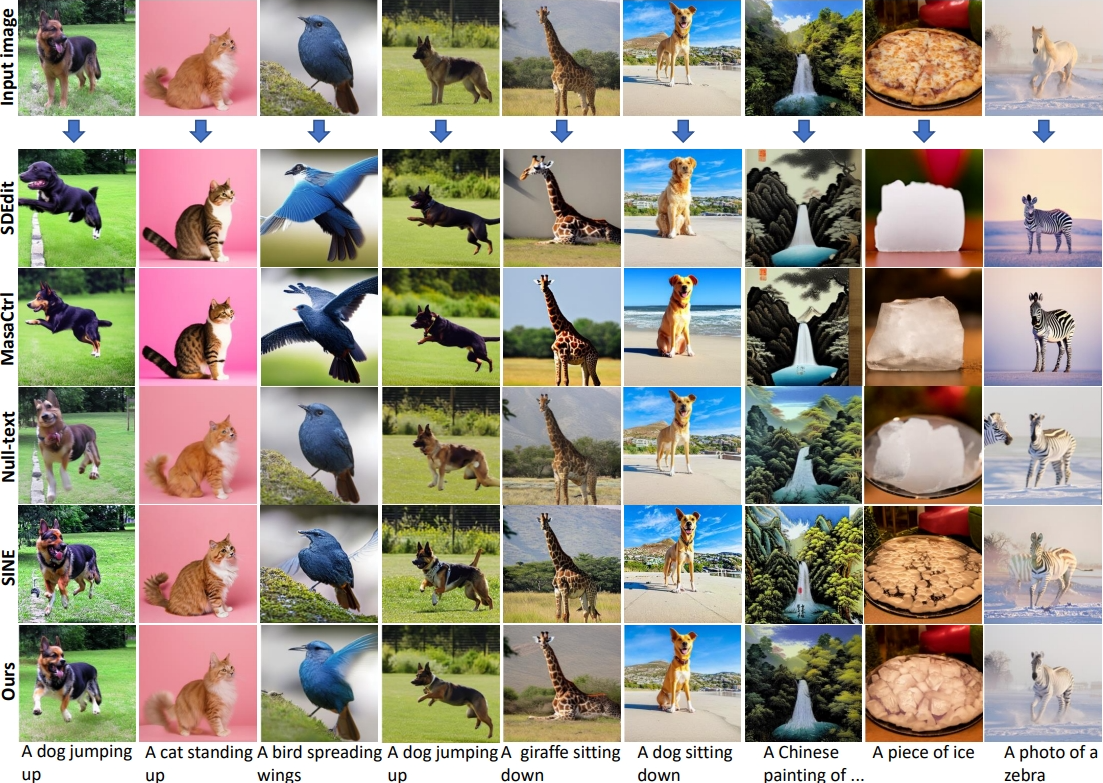 Input image
SDEdit
MasaCtrl
Null-text
SINE
Ours
A dog jumping
up
A cat standing
up
A bird spreading
wings
A dog jumping
up
A giraffe sitting
down
A dog sitting
down
A Chinese
painting of ...
A piece of ice
A photo of a
zebra